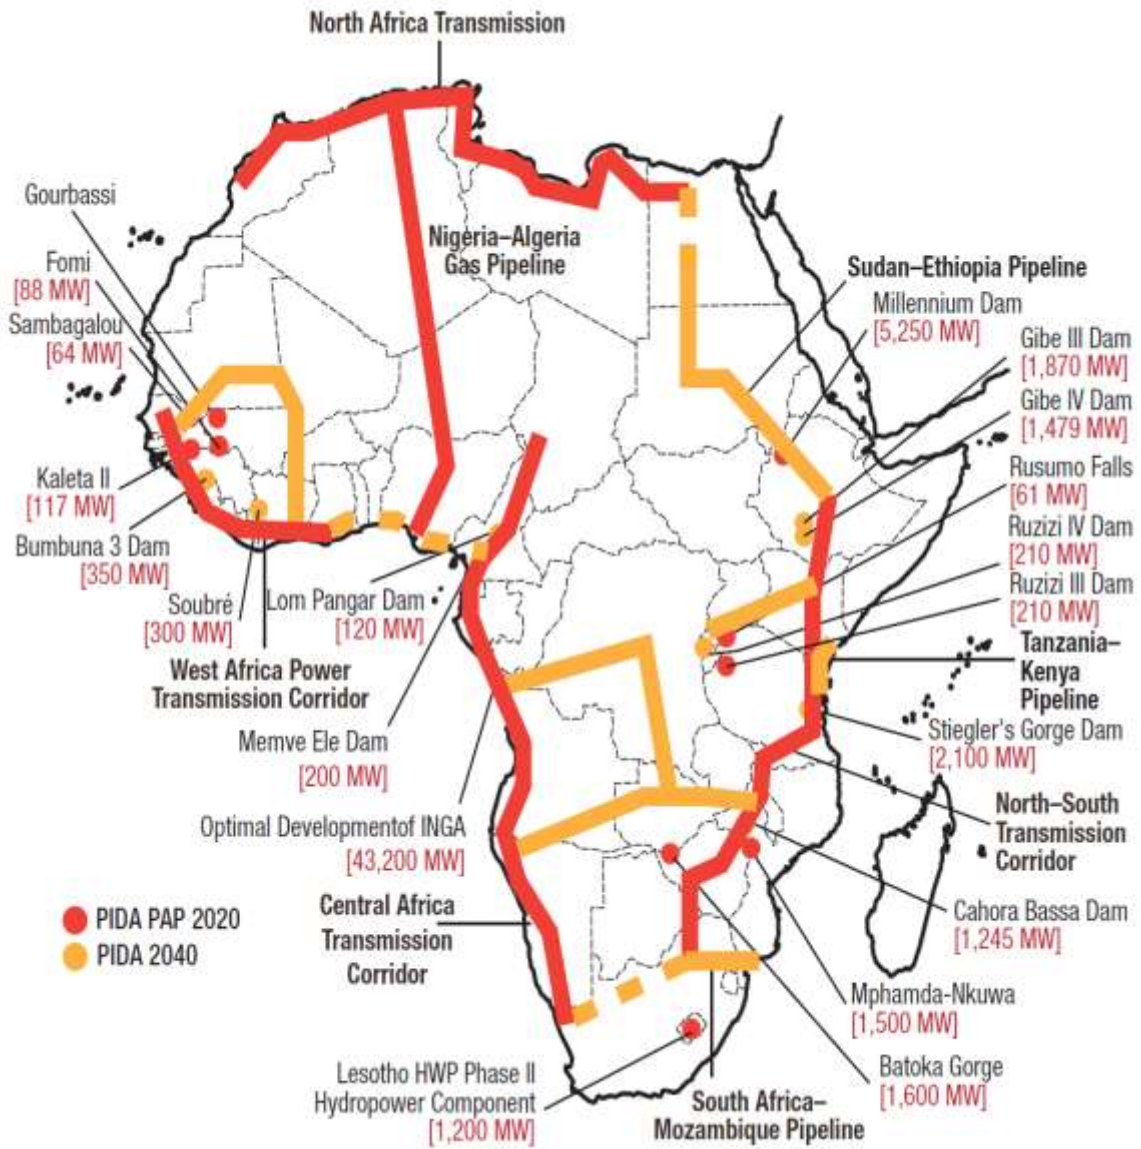 North Africa Transmission
Gourbassi
Fomi
[88 MW]
Sambagalou
[64 MW]
Nigeria–Algeria
Gas Pipeline
Sudan–Ethiopia Pipeline
Millennium Dam
[5,250 MW]
Gibe III Dam
[1,870 MW]
Gibe IV Dam
[1,479 MW]
Rusumo Falls
[61 MW]
Ruzizi IV Dam
[210 MW]
Ruzizi III Dam
[210 MW]
Kaleta II
[117 MW]
Bumbuna 3 Dam
[350 MW]
Soubré
[300 MW]
Lom Pangar Dam
[120 MW]
West Africa Power
Transmission Corridor
Tanzania–
Kenya
Pipeline
Stiegler's Gorge Dam
[2,100 MW]
Memve Ele Dam
[200 MW]
Optimal Developmentof INGA
[43,200 MW]
North–South
Transmission
Corridor
PIDA PAP 2020
PIDA 2040
Central Africa
Transmission
Corridor
Cahora Bassa Dam
[1,245 MW]
Mphamda-Nkuwa
[1,500 MW]
Batoka Gorge
[1,600 MW]
Lesotho HWP Phase II
Hydropower Component
[1,200 MW]
South Africa–
Mozambique Pipeline